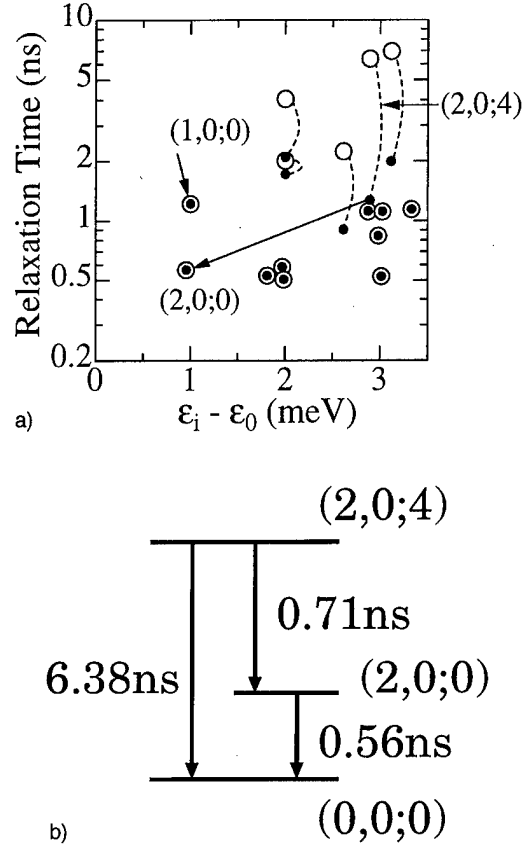 10
5
2
1
0.5
0.2
Relaxation Time (ns)
(1,0;0)
(2,0;0)
(2,0;4)
0 1 2 3
εi - ε0 (meV)
a)
(2,0;4)
0.71ns
6.38ns
(2,0;0)
0.56ns
(0,0;0)
b)